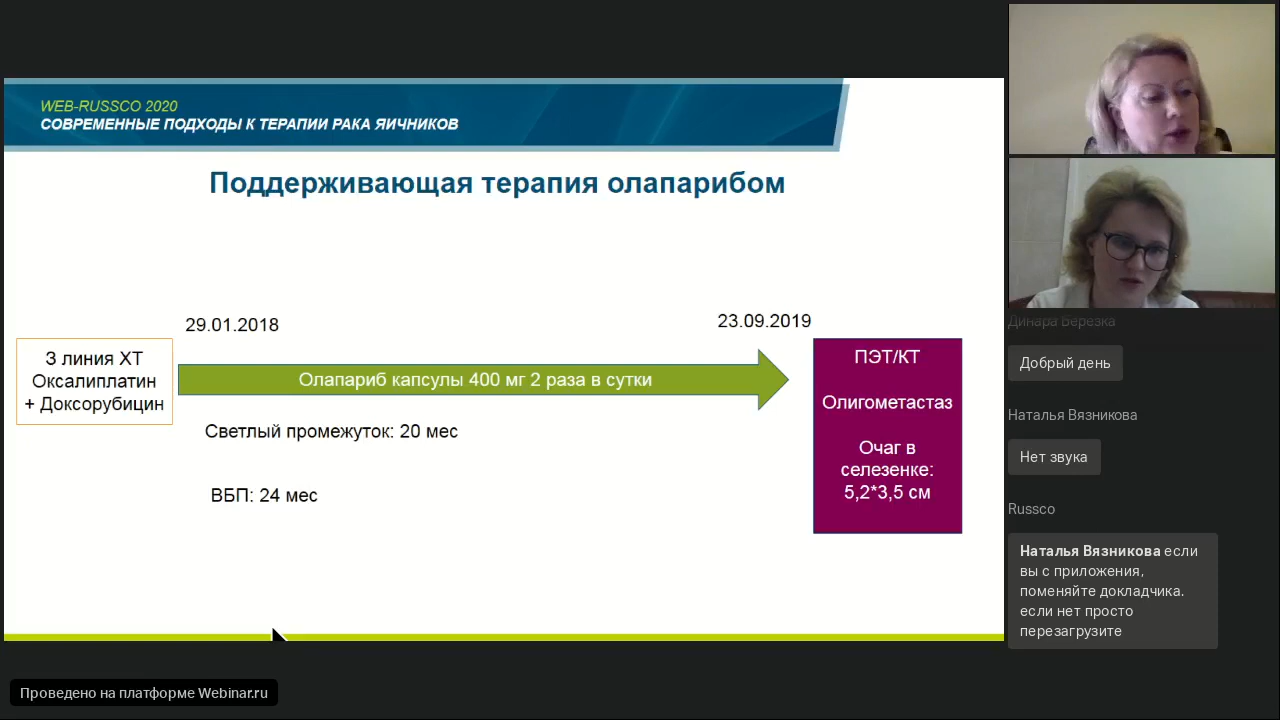 WEB-RUSSCO 2020
СОВРЕМЕННЫЕ ПОДХОДЫ К ТЕРАПИИ РАКА ЯИЧНИКОВ
Поддерживающая терапия олапарибом
29.01.2018
23.09.2019
3 линия ХТ
Оксалиплатин
+ Доксорубицин
Олапариб капсулы 400 мг 2 раза в сутки
Светлый промежуток: 20 мес
ВБП: 24 мес
ПЭТ/КТ
Олигометастаз
Очаг в
селезенке:
5,2*3,5 см
Динара Березка
Добрый день
Наталья Вязникова
Нет звука
Russco
Наталья Вязникова если
вы с приложения,
поменяйте докладчика.
если нет просто
перезагрузите
Проведено на платформе Webinar.ru